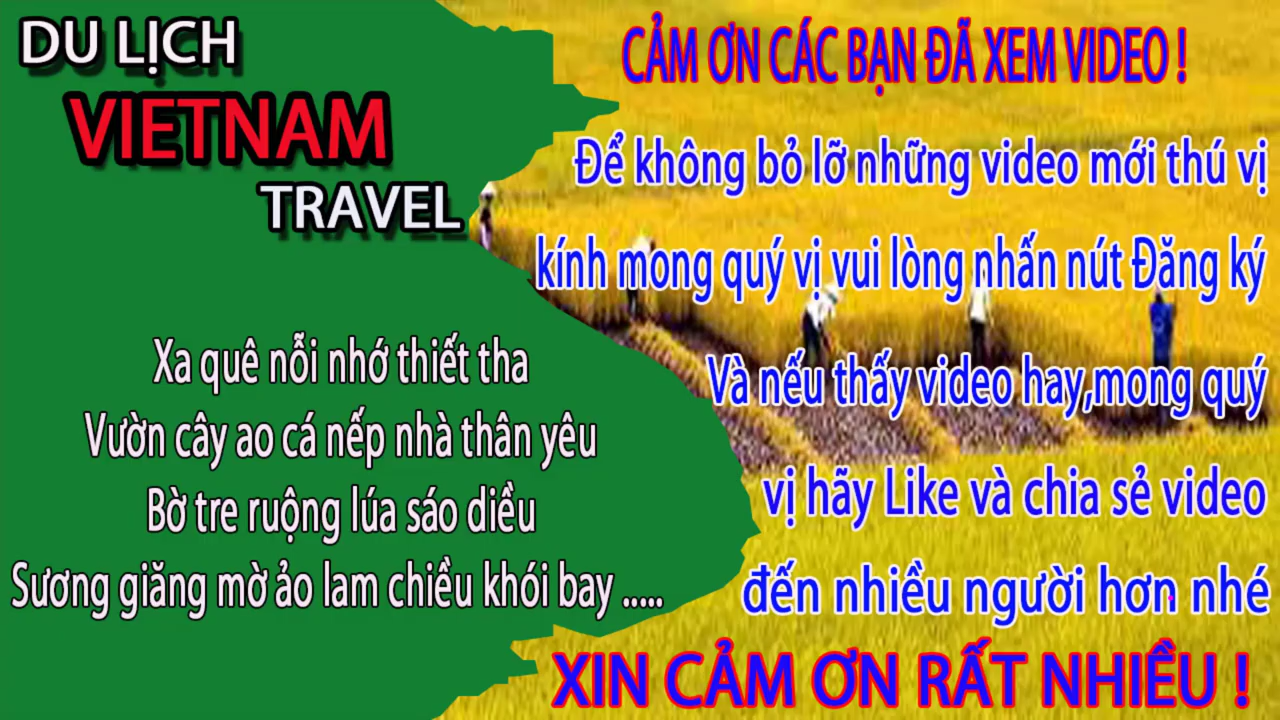 DU LỊCH
VIETNAM
TRAVEL
Xa quê nỗi nhớ thiết tha
Vườn cây ao cá nếp nhà thân yêu
Bờ tre ruộng lúa sáo diều
Sương giăng mờ ảo lam chiều khói bay .....
CẢM ƠN CÁC BẠN ĐÃ XEM VIDEO !
Để không bỏ lỡ những video mới thú vị
kính mong quý vị vui lòng nhấn nút Đăng ký
Và nếu thấy video hay,mong quý
vị hãy Like và chia sẻ video
đến nhiều người hơn nhé
XIN CẢM ƠN RẤT NHIỀU !